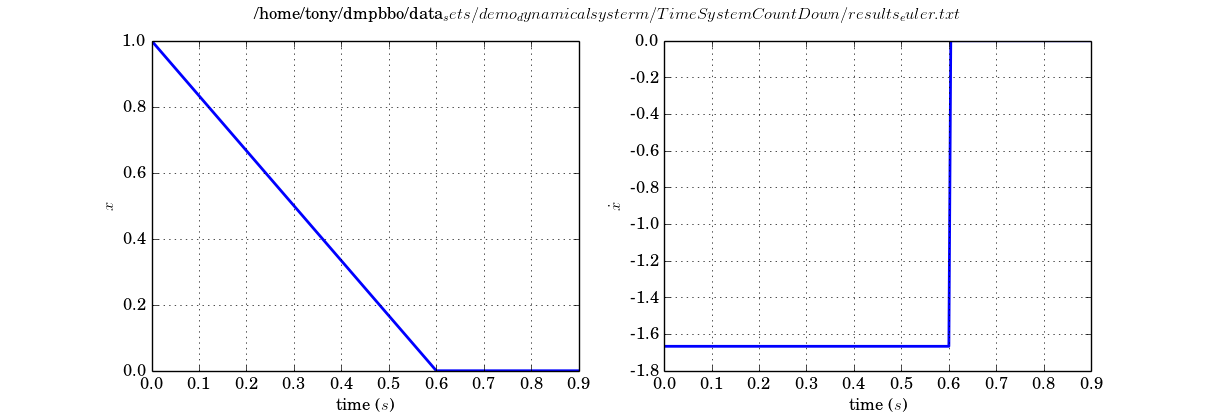 /home/tony/dmpbbo/dataₛets/demo_dynamicalsysterm/TimeSystemCountDown/resultsₑuler.txt
1.0
0.8
0.6
0.4
0.2
0.0
x
0.0 0.1 0.2 0.3 0.4 0.5 0.6 0.7 0.8 0.9
time (s)
0.0
-0.2
-0.4
-0.6
-0.8
-1.0
-1.2
-1.4
-1.6
-1.8
ẋ
0.0 0.1 0.2 0.3 0.4 0.5 0.6 0.7 0.8 0.9
time (s)